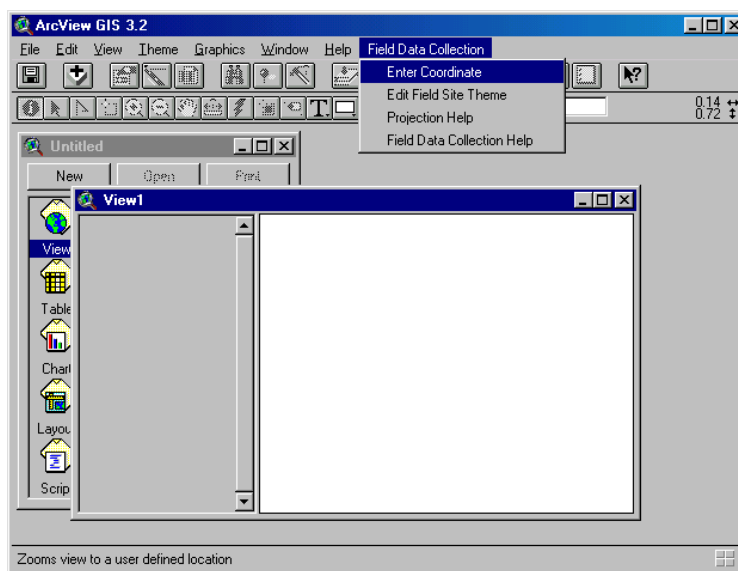 ArcView GIS 3.2
File Edit View Theme Graphics Window Help Field Data Collection
Enter Coordinate
Edit Field Site Theme
Projection Help
Field Data Collection Help
T
0.14
0.72
Untitled
New Open Print
View1
View
Table
Chart
Layou
Scrip
Zooms view to a user defined location